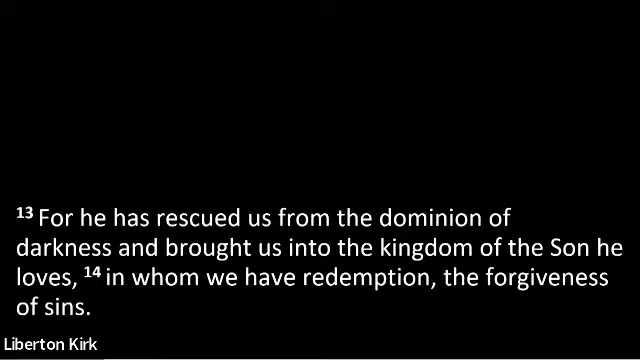 13 For he has rescued us from the dominion of
darkness and brought us into the kingdom of the Son he
loves, 14 in whom we have redemption, the forgiveness
of sins.
Liberton Kirk